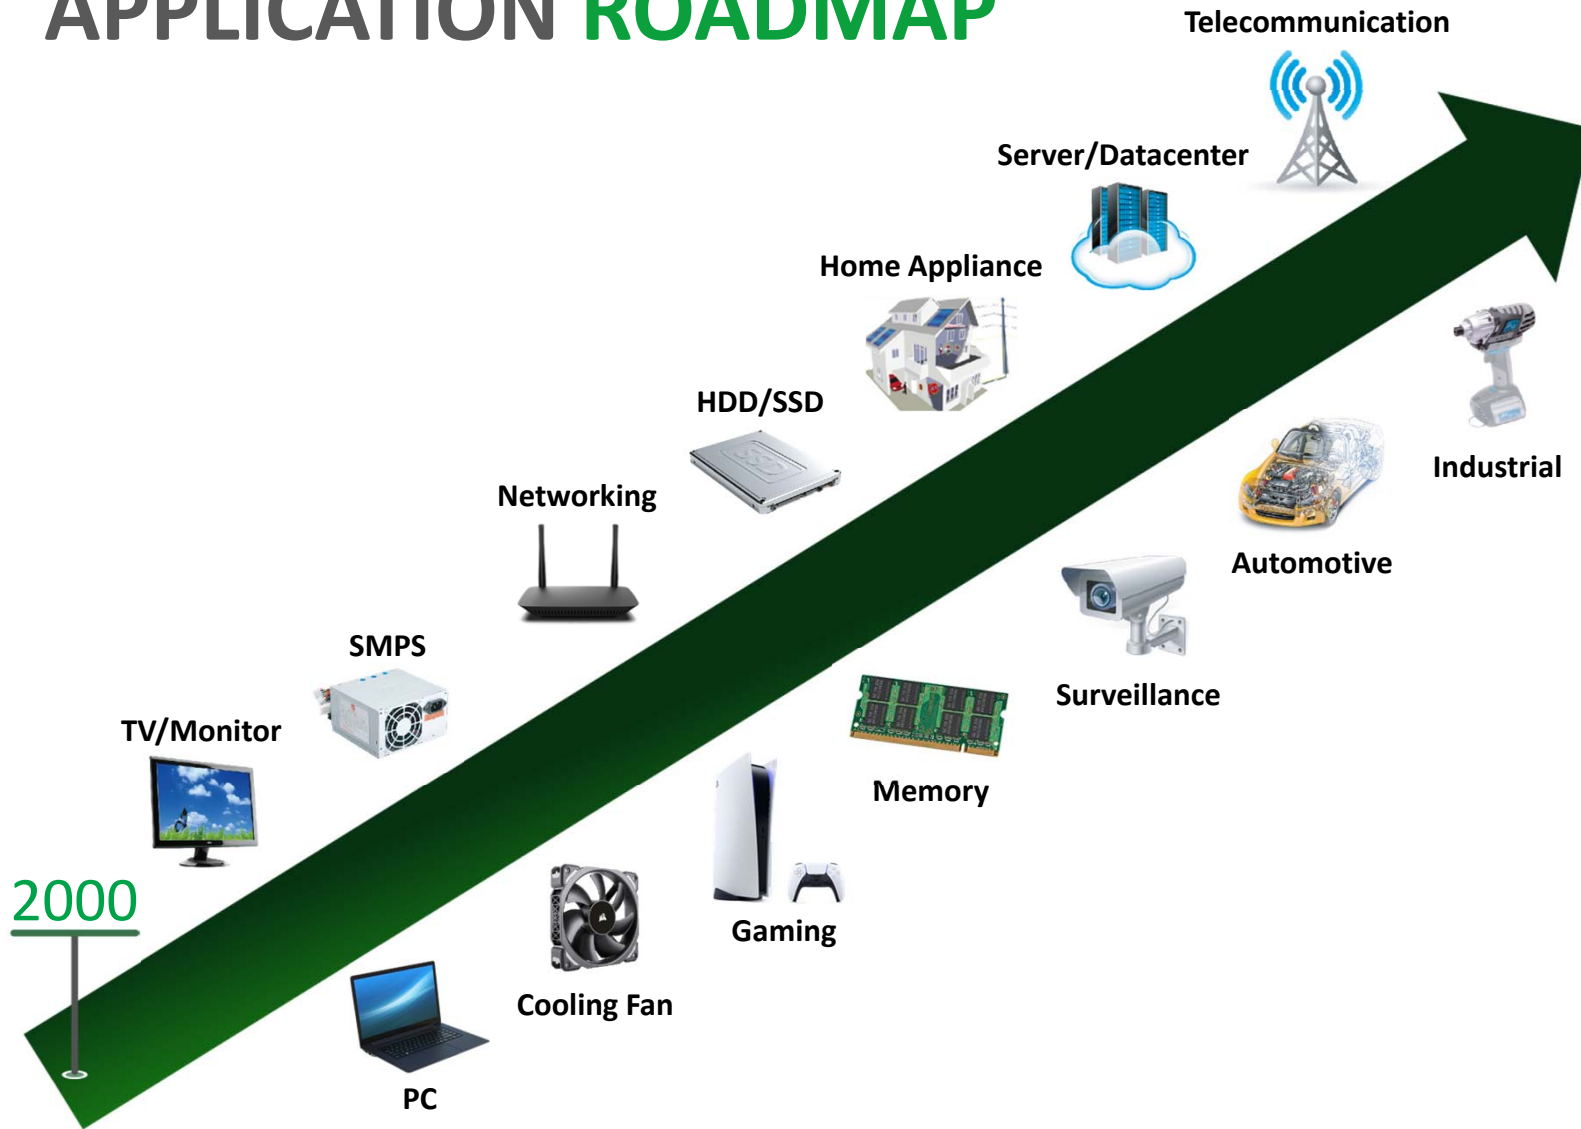 APPLICATION ROADMAP
Telecommunication
Server/Datacenter
Home Appliance
HDD/SSD
SSD
Networking
Industrial
Automotive
SMPS
Surveillance
TV/Monitor
Memory
2000
Gaming
Cooling Fan
PC